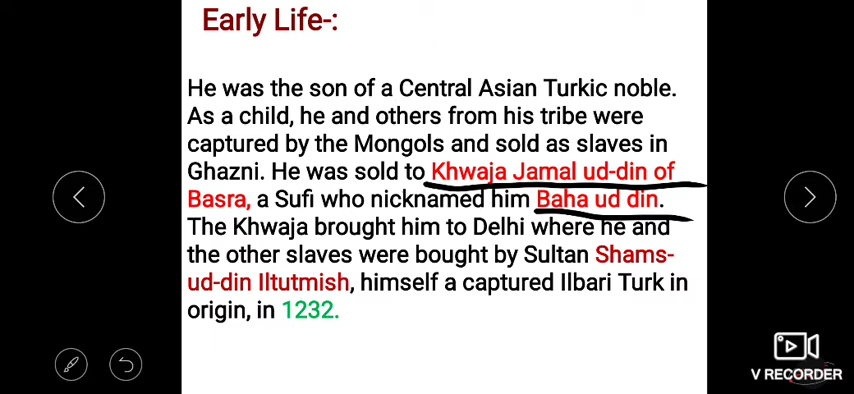 Early Life-:
He was the son of a Central Asian Turkic noble.
As a child, he and others from his tribe were
captured by the Mongols and sold as slaves in
Ghazni. He was sold to Khwaja Jamal ud-din of
Basra, a Sufi who nicknamed him Baha ud din.
The Khwaja brought him to Delhi where he and
the other slaves were bought by Sultan Shams-
ud-din Iltutmish, himself a captured Ilbari Turk in
origin, in 1232.
V RECORDER